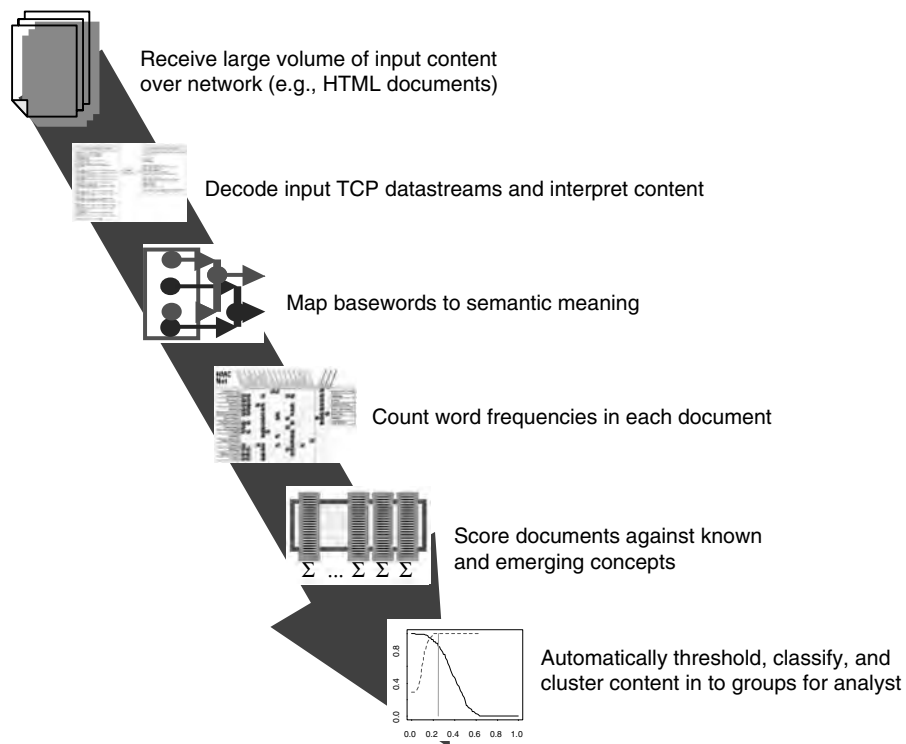 Receive large volume of input content
over network (e.g., HTML documents)
Decode input TCP datastreams and interpret content
Map basewords to semantic meaning
HMC
Net
Count word frequencies in each document
Score documents against known
and emerging concepts
Σ ... Σ Σ Σ
Automatically threshold, classify, and
cluster content in to groups for analyst
0.8
0.4
0.0
0.0 0.2 0.4 0.6 0.8 1.0